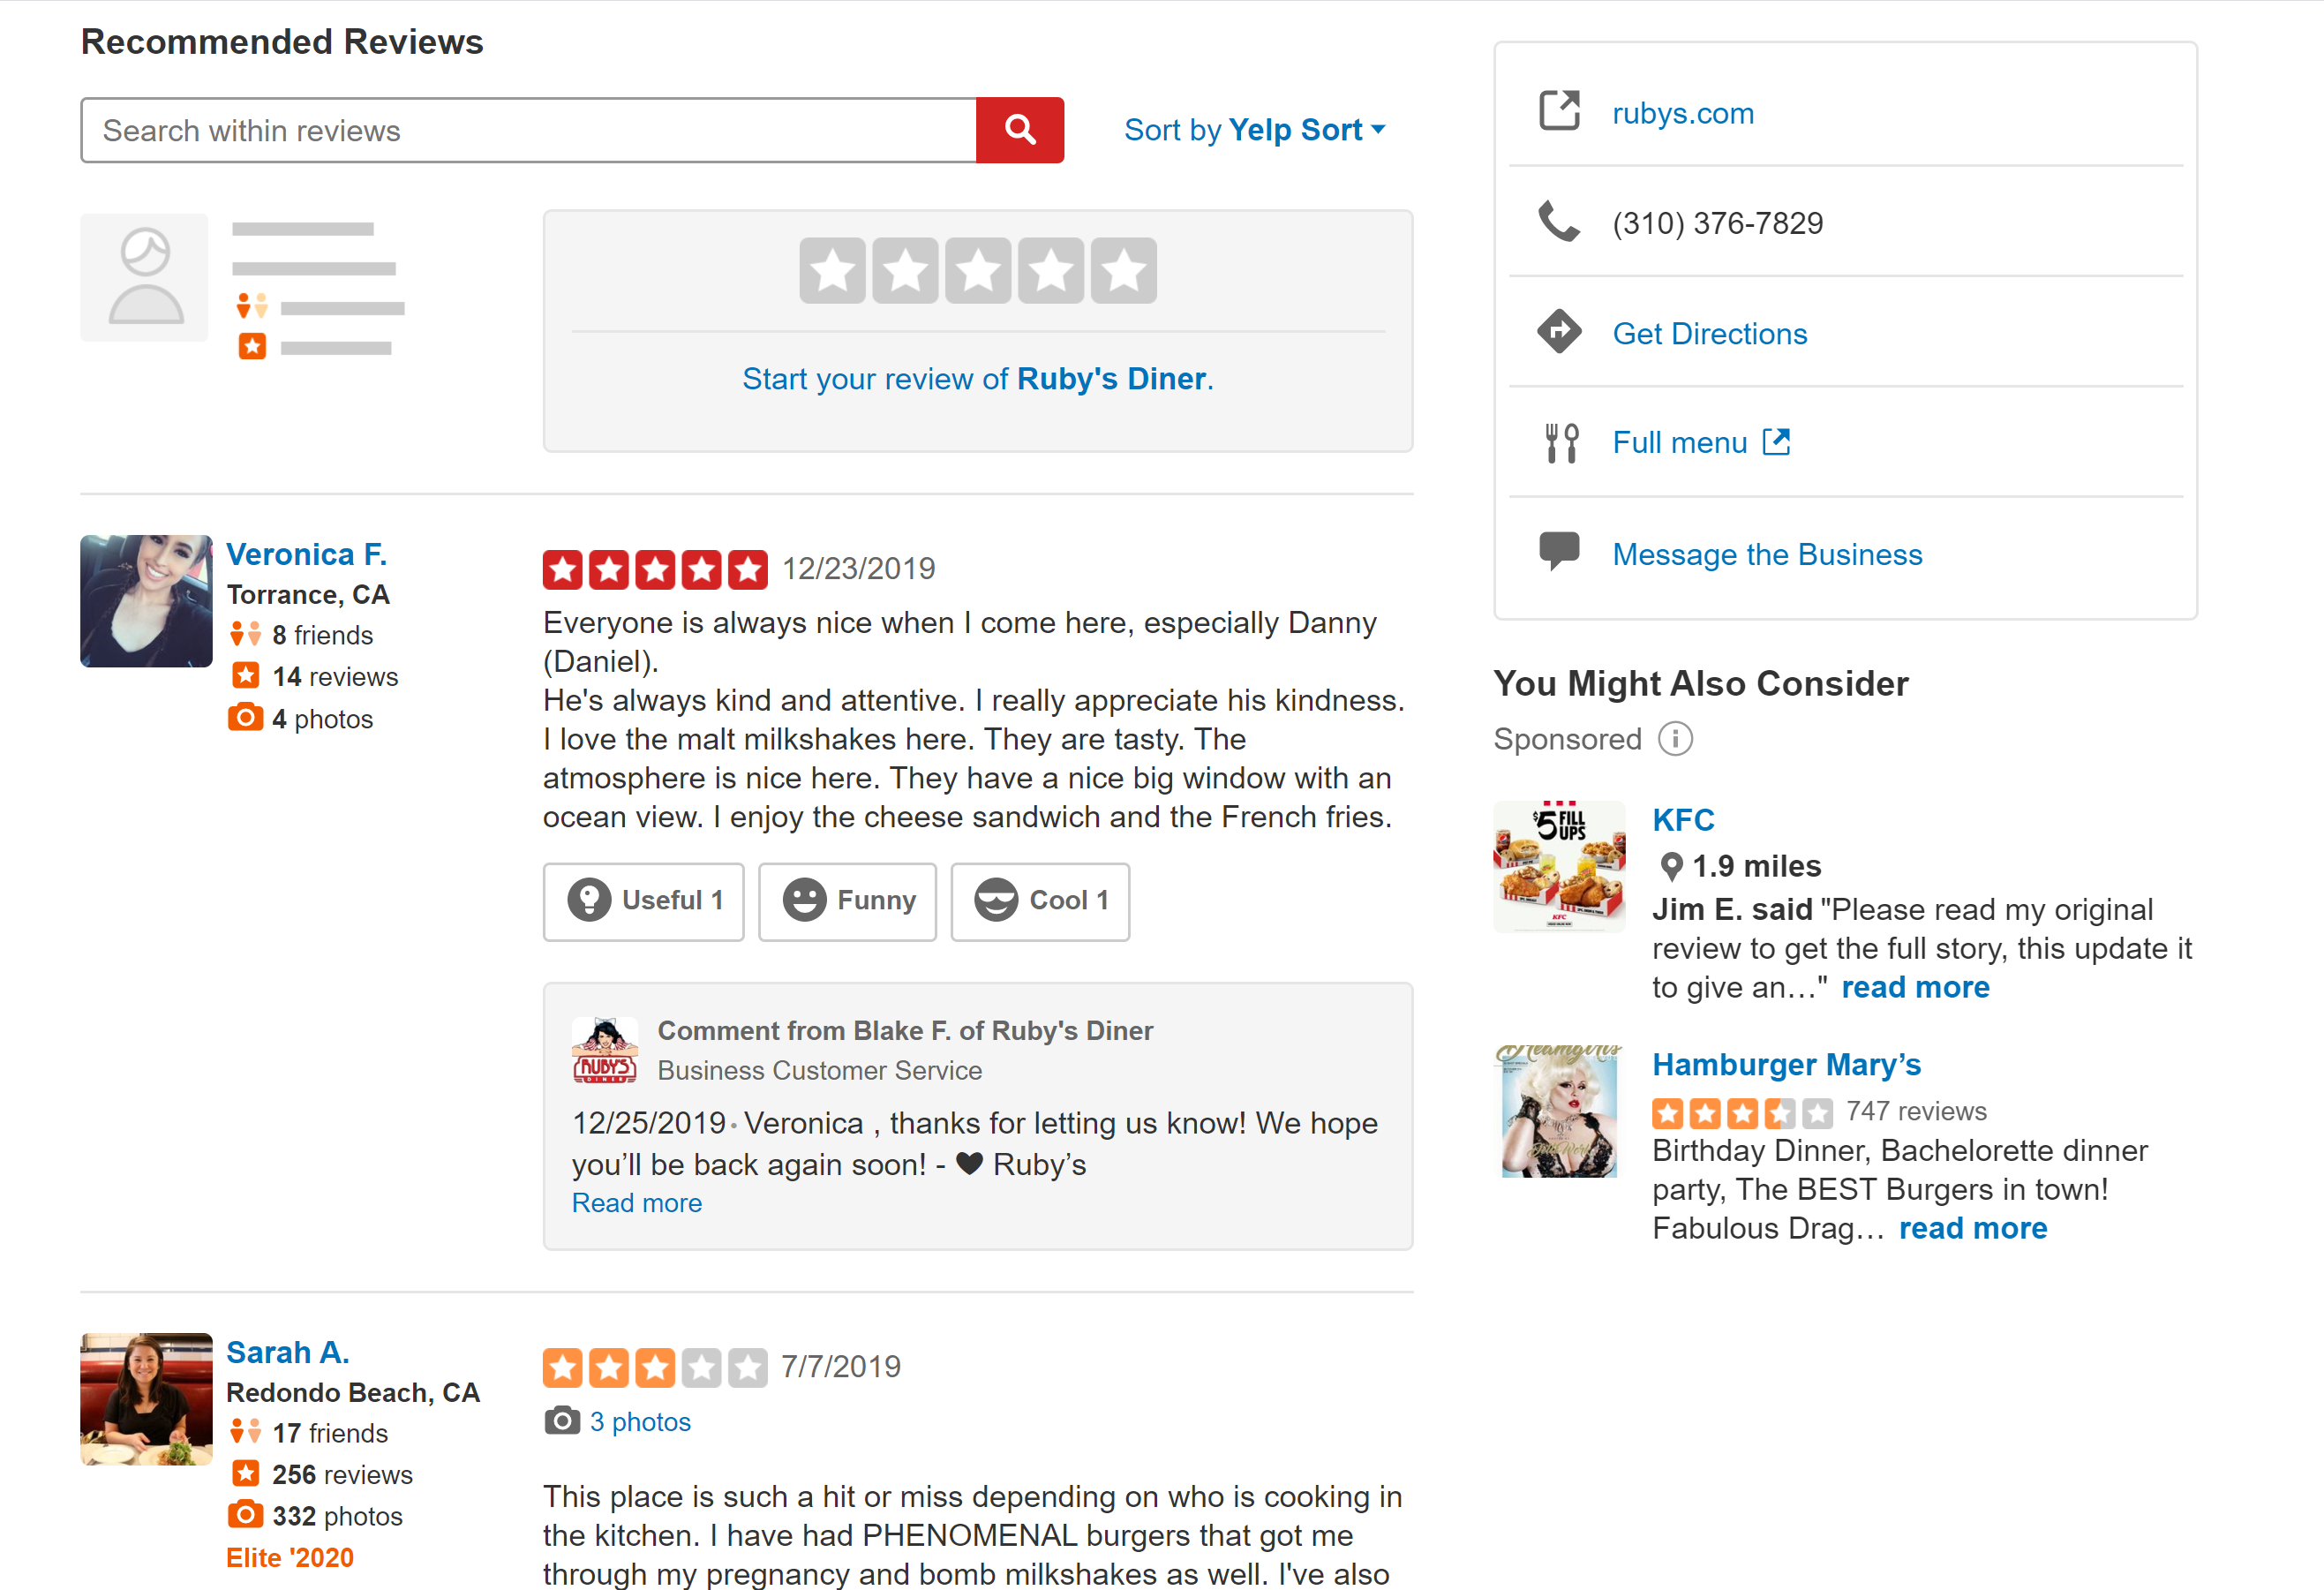 Recommended Reviews
Search within reviews
Sort by Yelp Sort
Start your review of Ruby's Diner.
Veronica F.
Torrance, CA
8 friends
14 reviews
4 photos
12/23/2019
Everyone is always nice when I come here, especially Danny
(Daniel).
He's always kind and attentive. I really appreciate his kindness.
I love the malt milkshakes here. They are tasty. The
atmosphere is nice here. They have a nice big window with an
ocean view. I enjoy the cheese sandwich and the French fries.
Useful 1
Funny
Cool 1
RUBY'S
DINER
Comment from Blake F. of Ruby's Diner
Business Customer Service
12/25/2019 · Veronica , thanks for letting us know! We hope
you’ll be back again soon! - ♥ Ruby’s
Read more
Sarah A.
Redondo Beach, CA
17 friends
256 reviews
332 photos
Elite '2020
7/7/2019
3 photos
This place is such a hit or miss depending on who is cooking in
the kitchen. I have had PHENOMENAL burgers that got me
through my pregnancy and bomb milkshakes as well. I've also
rubys.com
(310) 376-7829
Get Directions
Full menu
Message the Business
You Might Also Consider
Sponsored
$5 FILL
UPS
KFC
KFC
1.9 miles
Jim E. said "Please read my original
review to get the full story, this update it
to give an…" read more
Dreamgirls
Hamburger Mary’s
747 reviews
Birthday Dinner, Bachelorette dinner
party, The BEST Burgers in town!
Fabulous Drag… read more